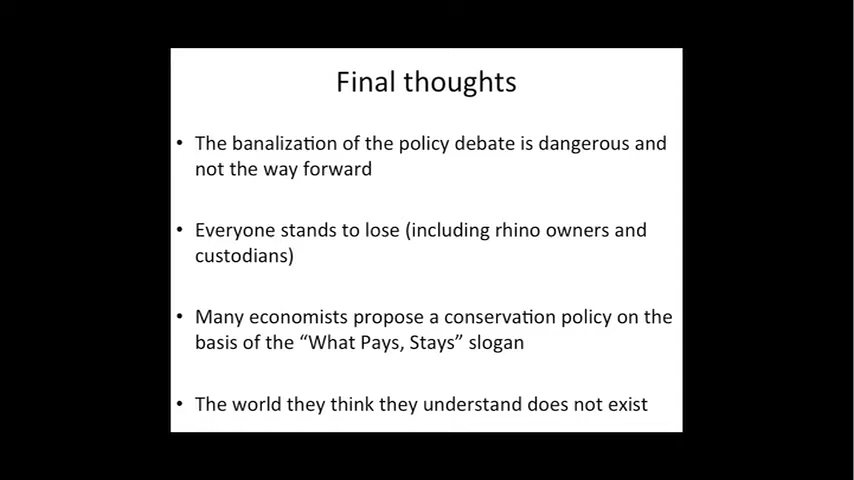 Final thoughts
• The banalization of the policy debate is dangerous and
not the way forward
• Everyone stands to lose (including rhino owners and
custodians)
• Many economists propose a conservation policy on the
basis of the “What Pays, Stays” slogan
• The world they think they understand does not exist